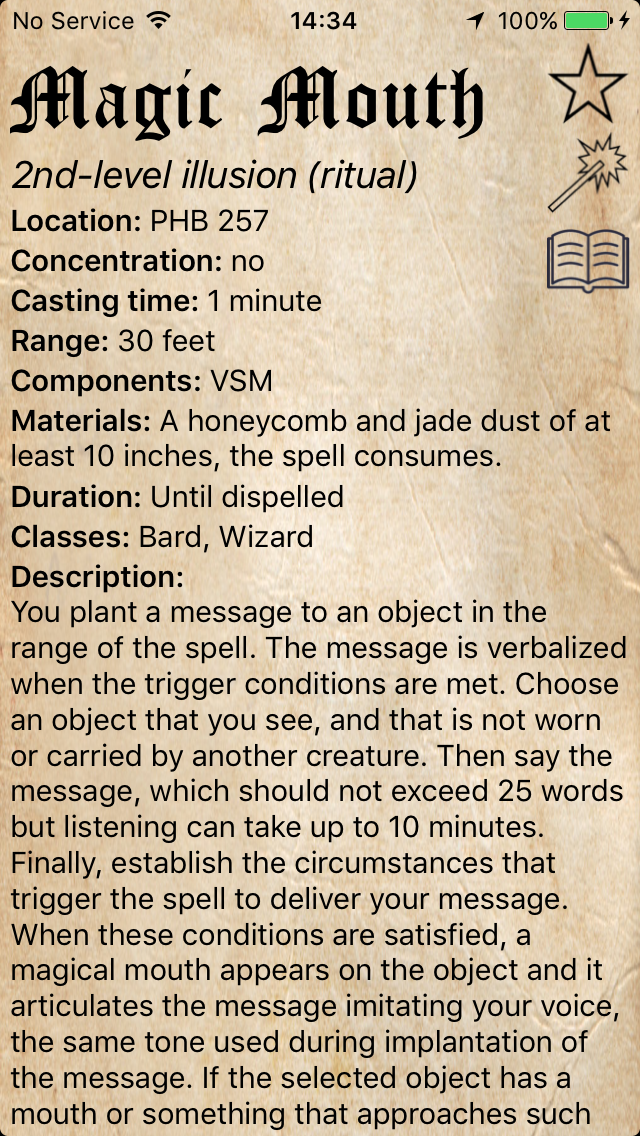 No Service 14:34 100%
Magic Mouth
2nd-level illusion (ritual)
Location: PHB 257
Concentration: no
Casting time: 1 minute
Range: 30 feet
Components: VSM
Materials: A honeycomb and jade dust of at
least 10 inches, the spell consumes.
Duration: Until dispelled
Classes: Bard, Wizard
Description:
You plant a message to an object in the
range of the spell. The message is verbalized
when the trigger conditions are met. Choose
an object that you see, and that is not worn
or carried by another creature. Then say the
message, which should not exceed 25 words
but listening can take up to 10 minutes.
Finally, establish the circumstances that
trigger the spell to deliver your message.
When these conditions are satisfied, a
magical mouth appears on the object and it
articulates the message imitating your voice,
the same tone used during implantation of
the message. If the selected object has a
mouth or something that approaches such